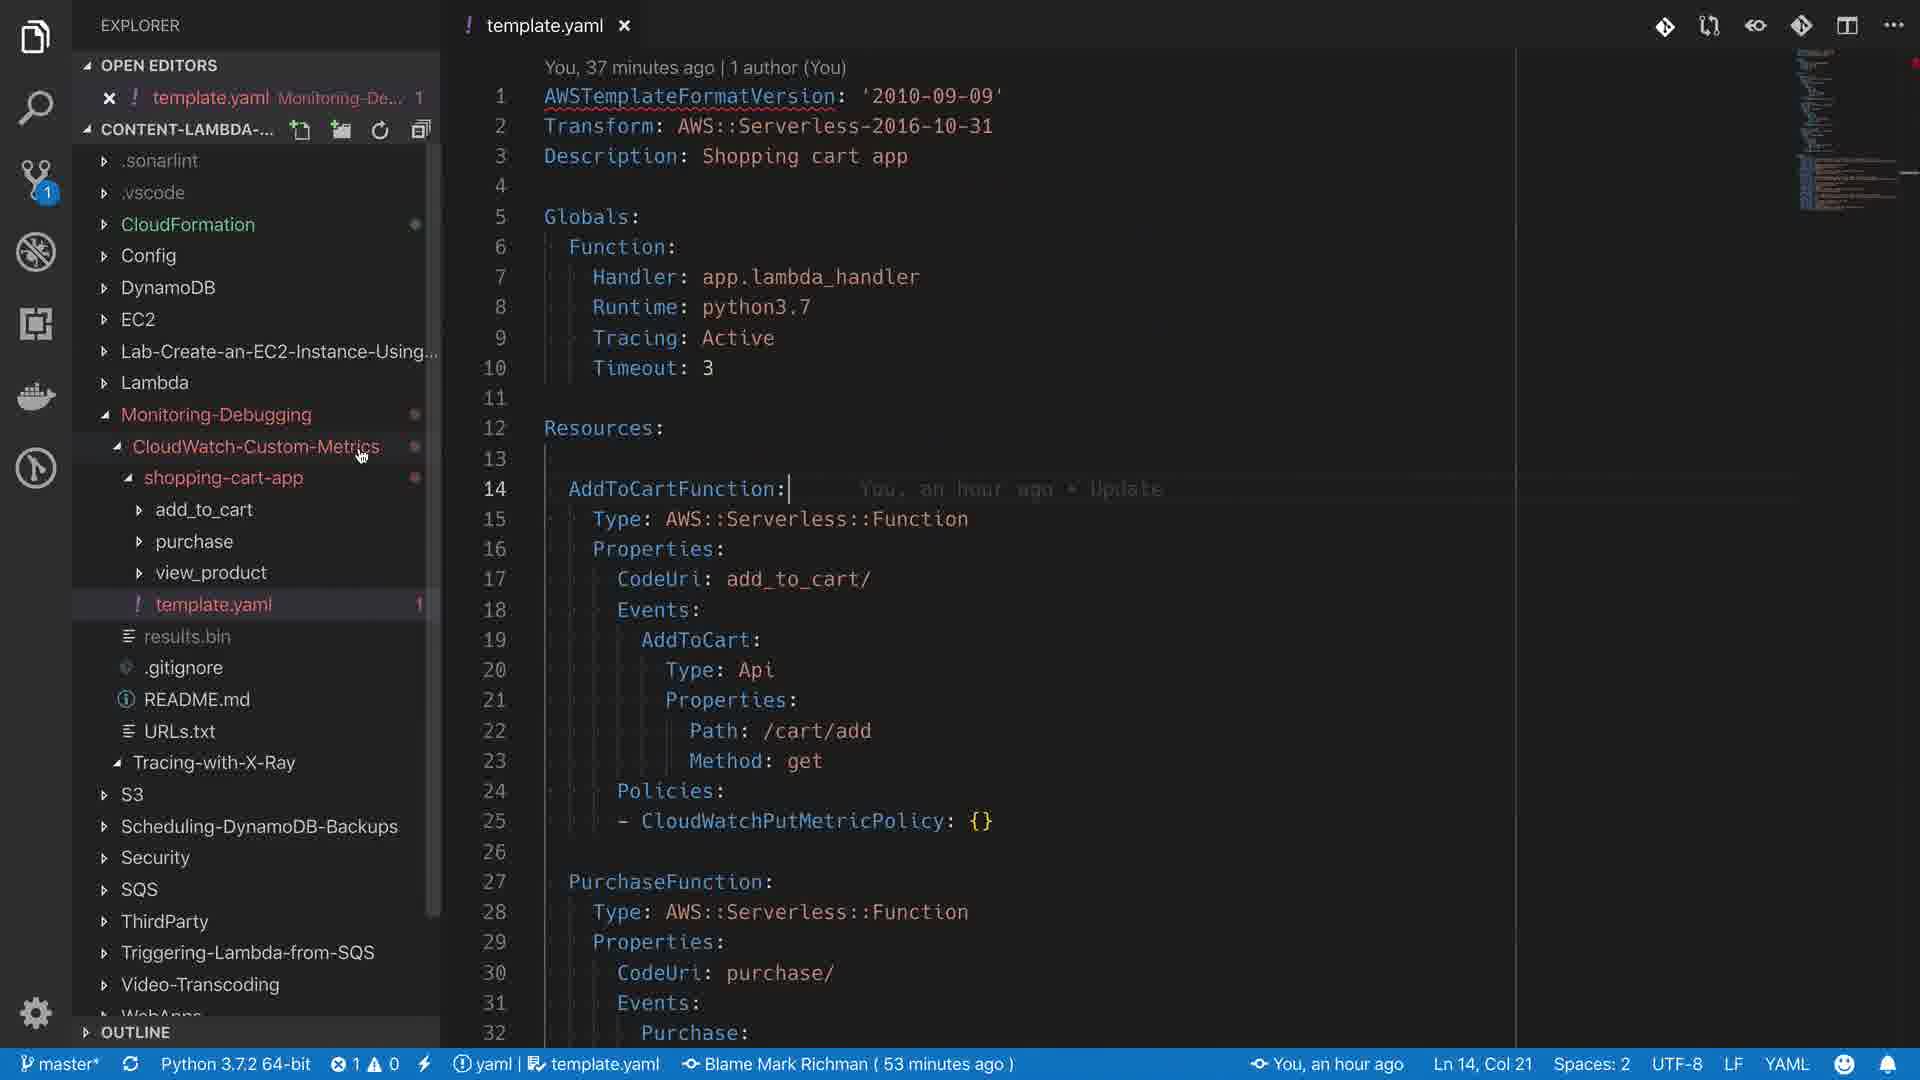 EXPLORER
OPEN EDITORS
template.yaml Monitoring-De... 1
CONTENT-LAMBDA-...
.sonarlint
.vscode
CloudFormation
Config
DynamoDB
EC2
Lab-Create-an-EC2-Instance-Using...
Lambda
Monitoring-Debugging
CloudWatch-Custom-Metrics
shopping-cart-app
add_to_cart
purchase
view_product
! template.yaml 1
results.bin
.gitignore
README.md
URLs.txt
Tracing-with-X-Ray
S3
Scheduling-DynamoDB-Backups
Security
SQS
ThirdParty
Triggering-Lambda-from-SQS
Video-Transcoding
WebApps
OUTLINE
! template.yaml
You, 37 minutes ago | 1 author (You)
1 AWSTemplateFormatVersion: '2010-09-09'
2 Transform: AWS::Serverless-2016-10-31
3 Description: Shopping cart app
4
5 Globals:
6 Function:
7 Handler: app.lambda_handler
8 Runtime: python3.7
9 Tracing: Active
10 Timeout: 3
11
12 Resources:
13
14 AddToCartFunction: You, an hour ago • Update
15 Type: AWS::Serverless::Function
16 Properties:
17 CodeUri: add_to_cart/
18 Events:
19 AddToCart:
20 Type: Api
21 Properties:
22 Path: /cart/add
23 Method: get
24 Policies:
25 - CloudWatchPutMetricPolicy: {}
26
27 PurchaseFunction:
28 Type: AWS::Serverless::Function
29 Properties:
30 CodeUri: purchase/
31 Events:
32 Purchase:
1
master* Python 3.7.2 64-bit 1 0 yaml | template.yaml Blame Mark Richman ( 53 minutes ago ) You, an hour ago Ln 14, Col 21 Spaces: 2 UTF-8 LF YAML